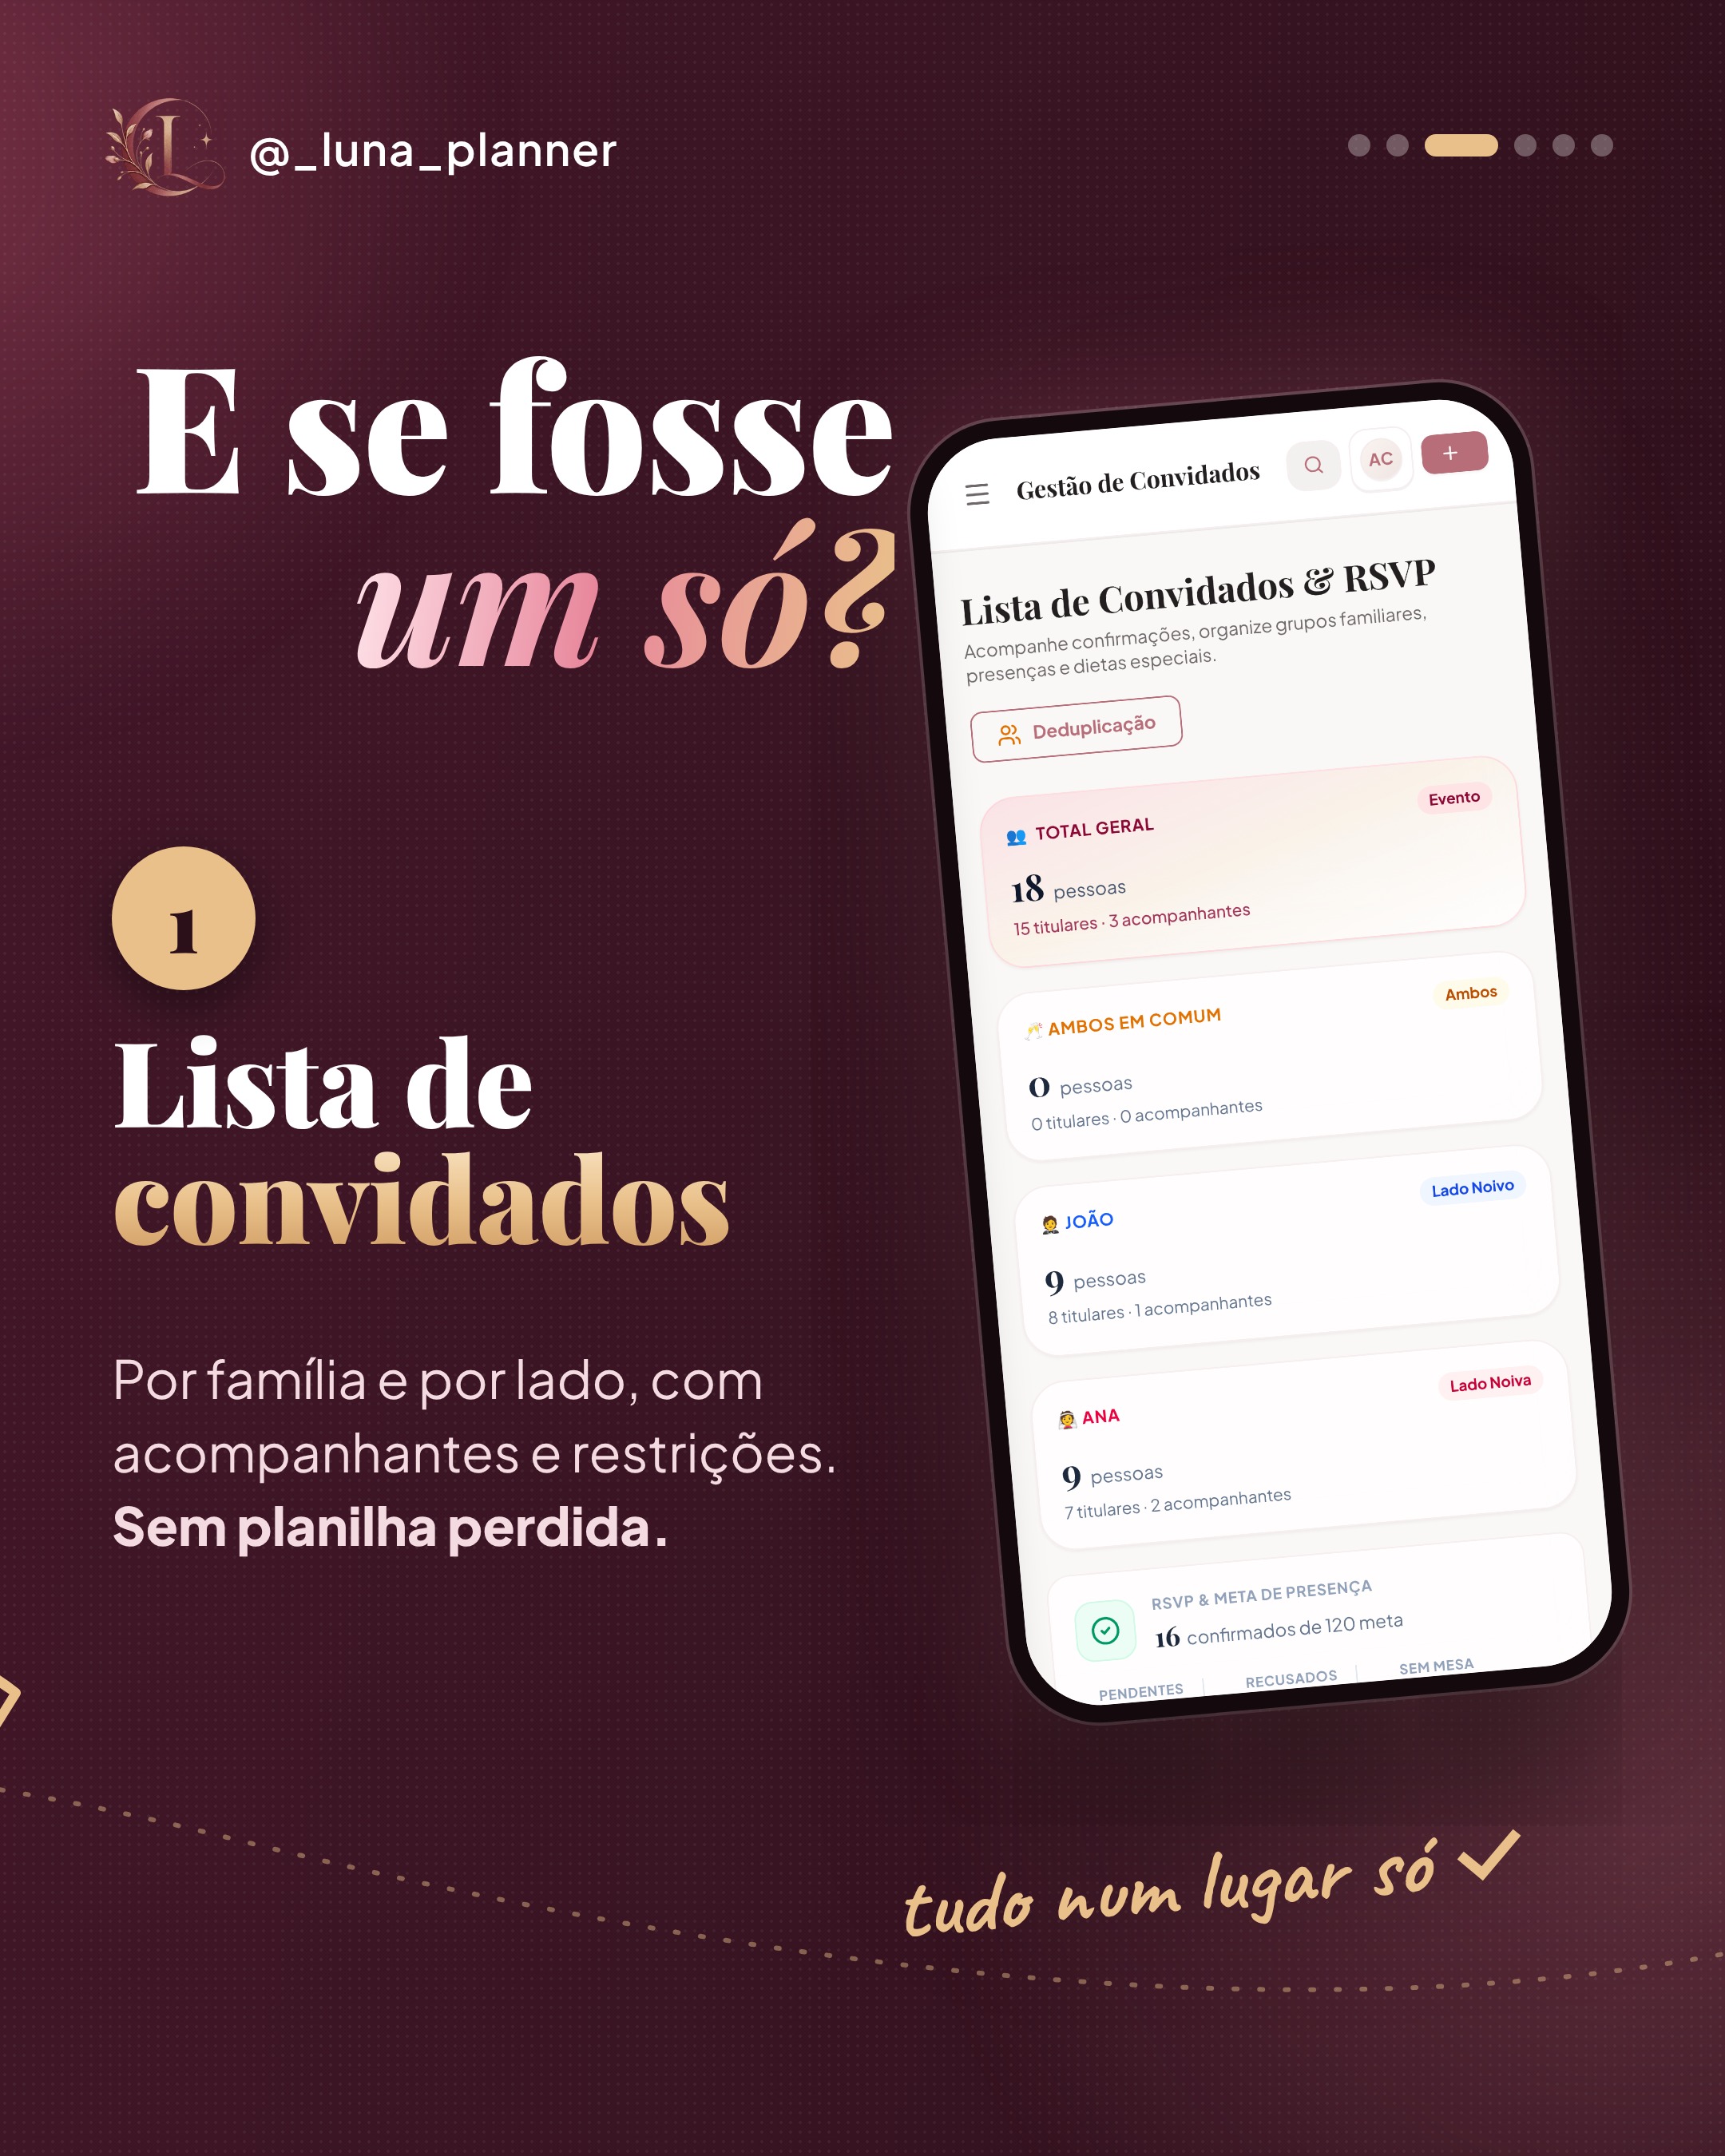 L
@_luna_planner
E se fosse
um só?
1
Lista de
convidados
Por família e por lado, com
acompanhantes e restrições.
Sem planilha perdida.
Gestão de Convidados
AC
+
Lista de Convidados & RSVP
Acompanhe confirmações, organize grupos familiares,
presenças e dietas especiais.
Deduplicação
TOTAL GERAL
Evento
18 pessoas
15 titulares · 3 acompanhantes
AMBOS EM COMUM
Ambos
0 pessoas
0 titulares · 0 acompanhantes
JOÃO
Lado Noivo
9 pessoas
8 titulares · 1 acompanhantes
ANA
Lado Noiva
9 pessoas
7 titulares · 2 acompanhantes
RSVP & META DE PRESENÇA
16 confirmados de 120 meta
PENDENTES
RECUSADOS
SEM MESA
tudo num lugar só